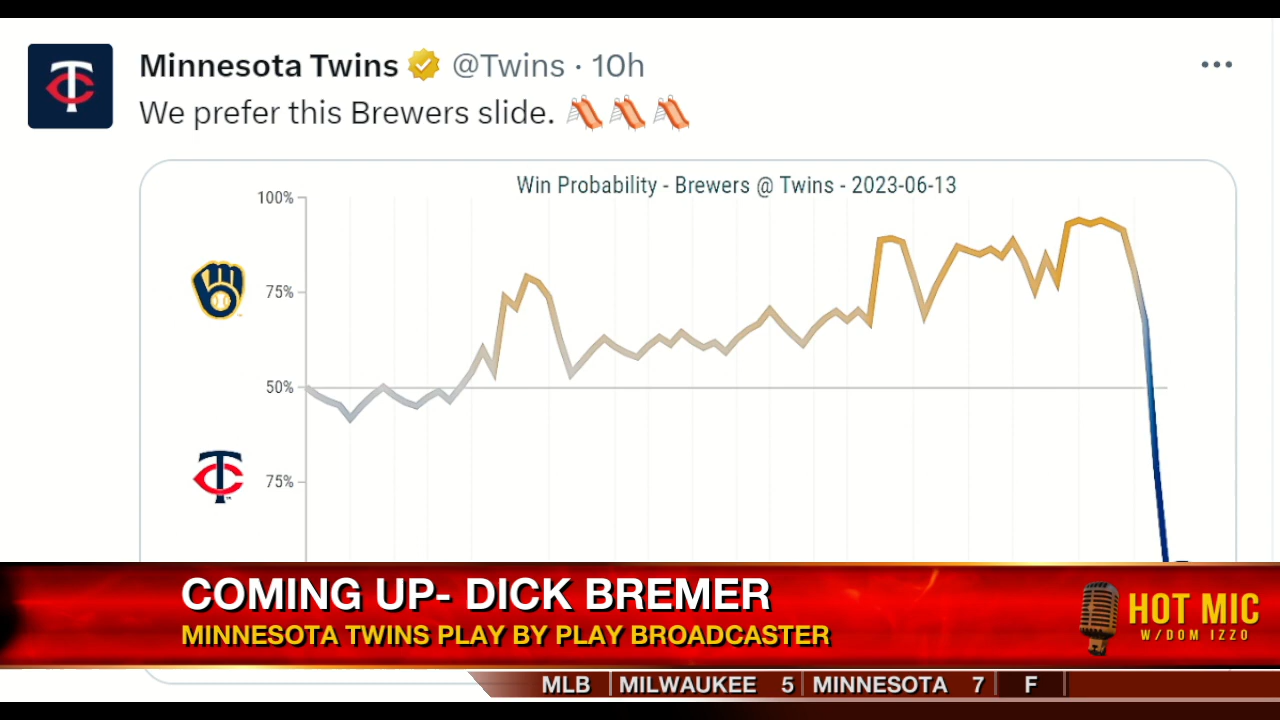 Minnesota Twins @Twins · 10h
We prefer this Brewers slide. 🛝🛝🛝
Win Probability - Brewers @ Twins - 2023-06-13
100%
75%
50%
75%
COMING UP- DICK BREMER
MINNESOTA TWINS PLAY BY PLAY BROADCASTER
HOT MIC
W/DOM IZZO
MLB MILWAUKEE 5 MINNESOTA 7 F